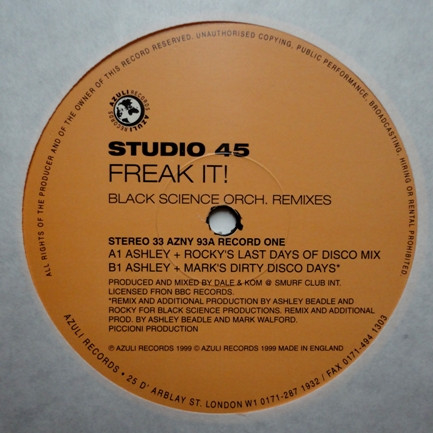 ALL RIGHTS OF THE PRODUCER AND OF THE OWNER OF THIS RECORD RESERVED. UNAUTHORISED COPYING, PUBLIC PERFORMANCE, BROADCASTING, HIRING OR RENTAL PROHIBITED
AZULI RECORDS
AZULI RECORDS
STUDIO 45
FREAK IT!
BLACK SCIENCE ORCH. REMIXES
STEREO 33 AZNY 93A RECORD ONE
A1 ASHLEY + ROCKY'S LAST DAYS OF DISCO MIX
B1 ASHLEY + MARK'S DIRTY DISCO DAYS*
PRODUCED AND MIXED BY DALE & KOM @ SMURF CLUB INT.
LICENSED FRON BBC RECORDS.
*REMIX AND ADDITIONAL PRODUCTION BY ASHLEY BEADLE AND
ROCKY FOR BLACK SCIENCE PRODUCTIONS. REMIX AND ADDITIONAL
PROD. BY ASHLEY BEADLE AND MARK WALFORD.
PICCIONI PRODUCTION
℗ AZULI RECORDS 1999 © AZULI RECORDS 1999 MADE IN ENGLAND
AZULI RECORDS • 25 D' ARBLAY ST. LONDON W1 0171-287 1932 / FAX 0171-494 1303